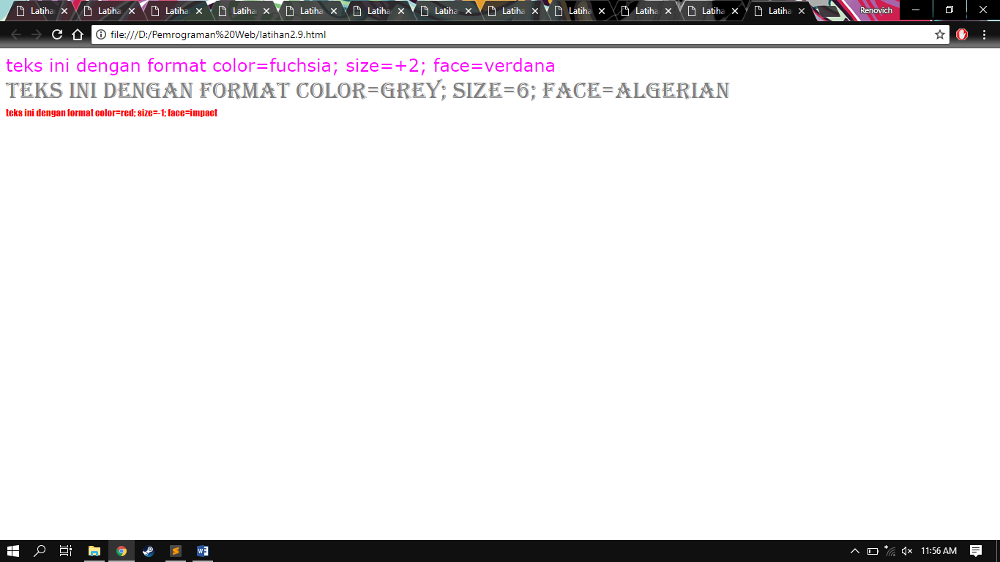 Latiha Latiha Latiha Latiha Latiha Latiha Latiha Latiha Latiha Latiha Latiha Latiha Renovich
file:///D:/Pemrograman%20Web/latihan2.9.html
teks ini dengan format color=fuchsia; size=+2; face=verdana
TEKS INI DENGAN FORMAT COLOR=GREY; SIZE=6; FACE=ALGERIAN
teks ini dengan format color=red; size=-1; face=impact
11:56 AM